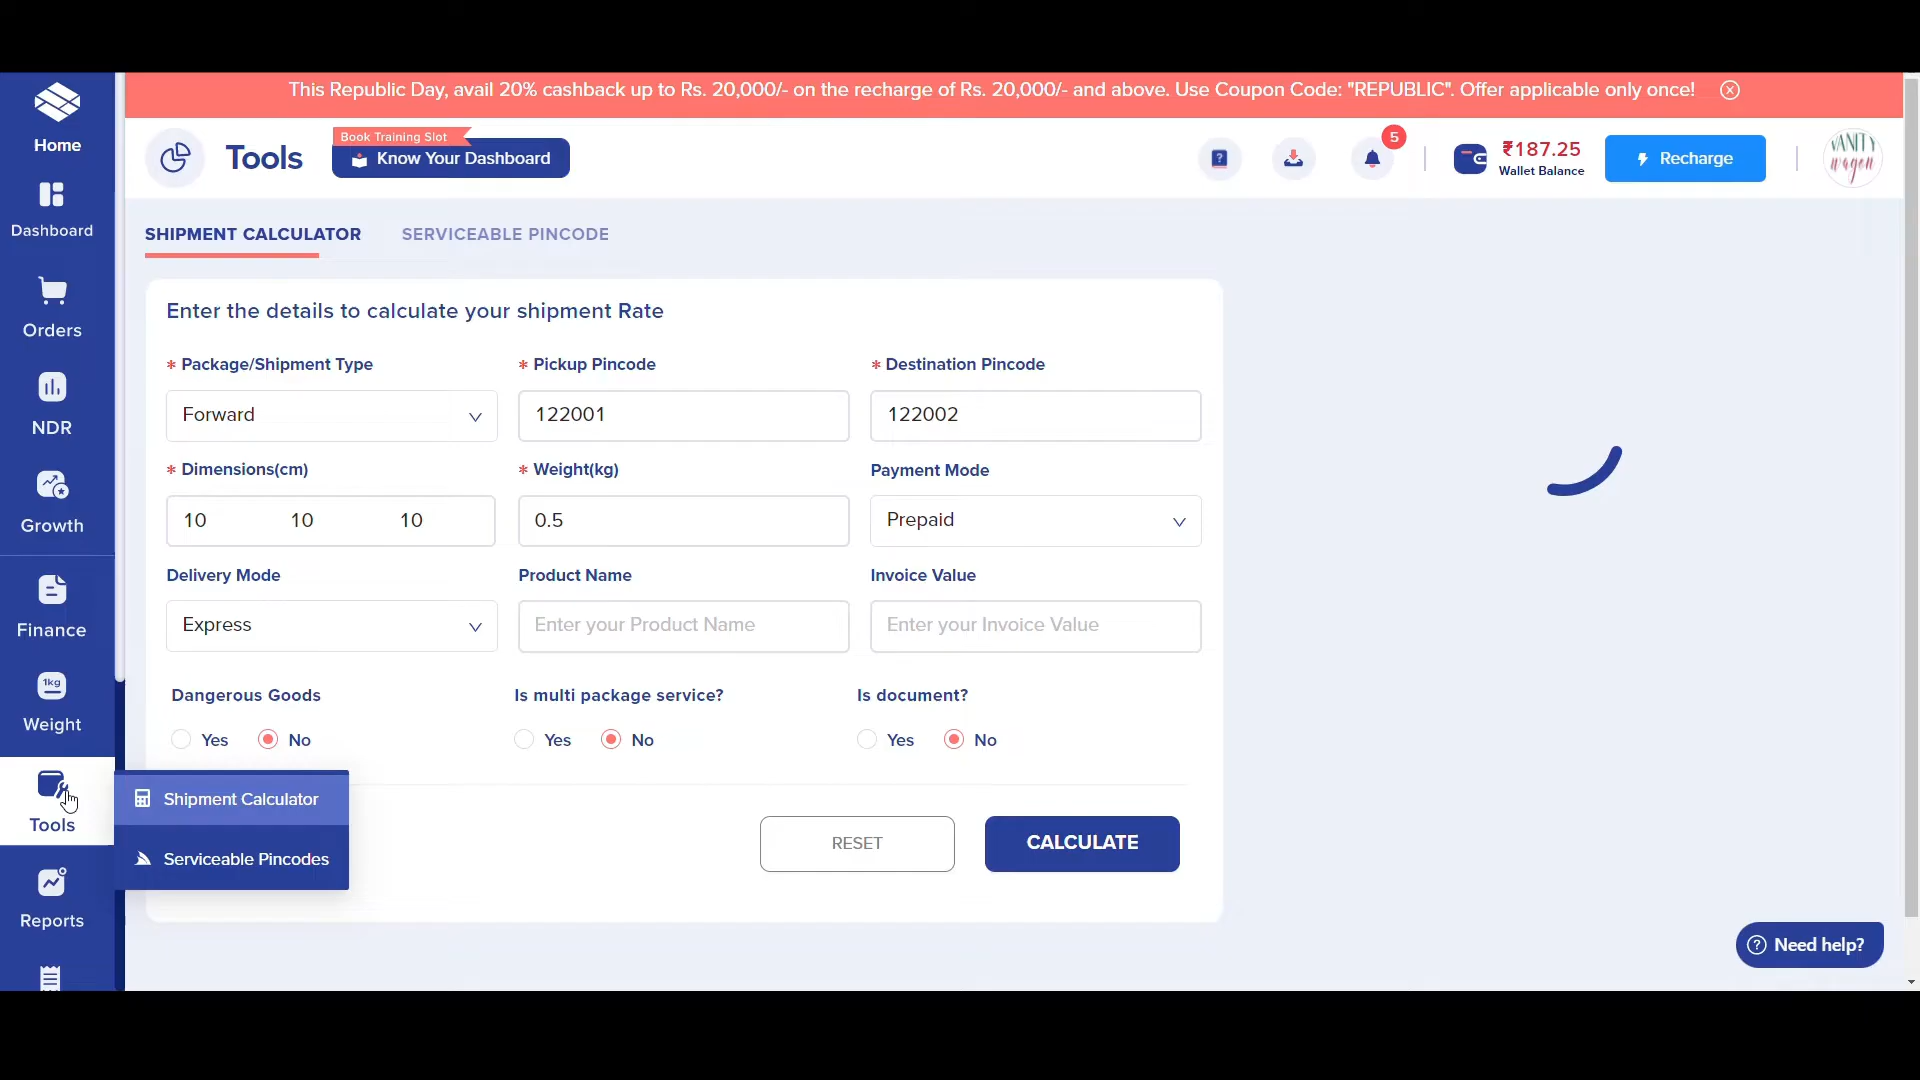 This Republic Day, avail 20% cashback up to Rs. 20,000/- on the recharge of Rs. 20,000/- and above. Use Coupon Code: "REPUBLIC". Offer applicable only once!
Home
Dashboard
Orders
NDR
Growth
Finance
1kg
Weight
Tools
Reports
Tools
Book Training Slot
Know Your Dashboard
?
5
₹187.25
Wallet Balance
Recharge
VANITY
wagon
SHIPMENT CALCULATOR
SERVICEABLE PINCODE
Enter the details to calculate your shipment Rate
* Package/Shipment Type
* Pickup Pincode
* Destination Pincode
Forward
122001
122002
* Dimensions(cm)
* Weight(kg)
Payment Mode
10 10 10
0.5
Prepaid
Delivery Mode
Product Name
Invoice Value
Express
Enter your Product Name
Enter your Invoice Value
Dangerous Goods
Is multi package service?
Is document?
Yes No
Yes No
Yes No
Shipment Calculator
Serviceable Pincodes
RESET
CALCULATE
? Need help?